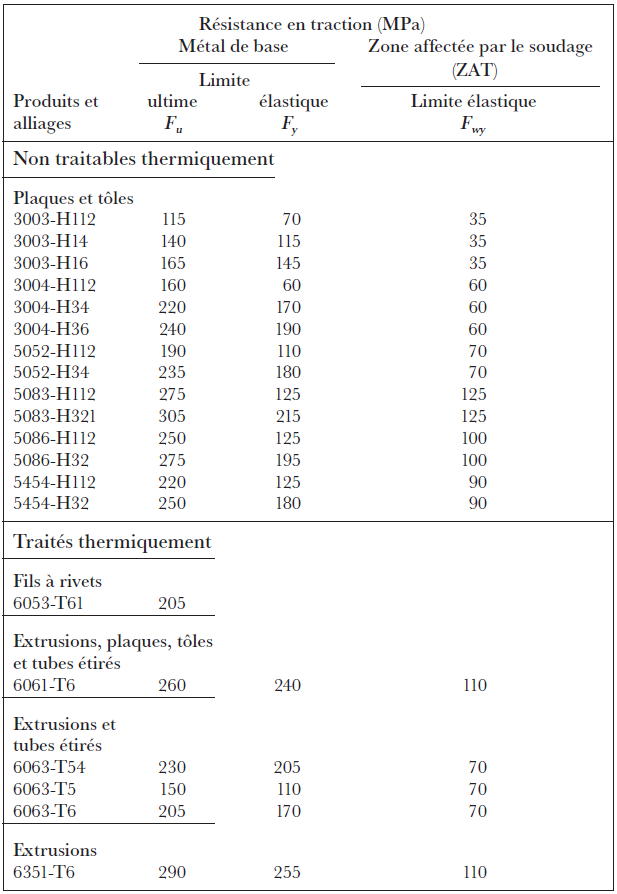 Résistance en traction (MPa)
Métal de base Zone affectée par le soudage
(ZAT)
Limite
Produits et ultime élastique Limite élastique
alliages Fu Fy Fwy
Non traitables thermiquement
Plaques et tôles
3003-H112 115 70 35
3003-H14 140 115 35
3003-H16 165 145 35
3004-H112 160 60 60
3004-H34 220 170 60
3004-H36 240 190 60
5052-H112 190 110 70
5052-H34 235 180 70
5083-H112 275 125 125
5083-H321 305 215 125
5086-H112 250 125 100
5086-H32 275 195 100
5454-H112 220 125 90
5454-H32 250 180 90
Traités thermiquement
Fils à rivets
6053-T61 205
Extrusions, plaques, tôles
et tubes étirés
6061-T6 260 240 110
Extrusions et
tubes étirés
6063-T54 230 205 70
6063-T5 150 110 70
6063-T6 205 170 70
Extrusions
6351-T6 290 255 110